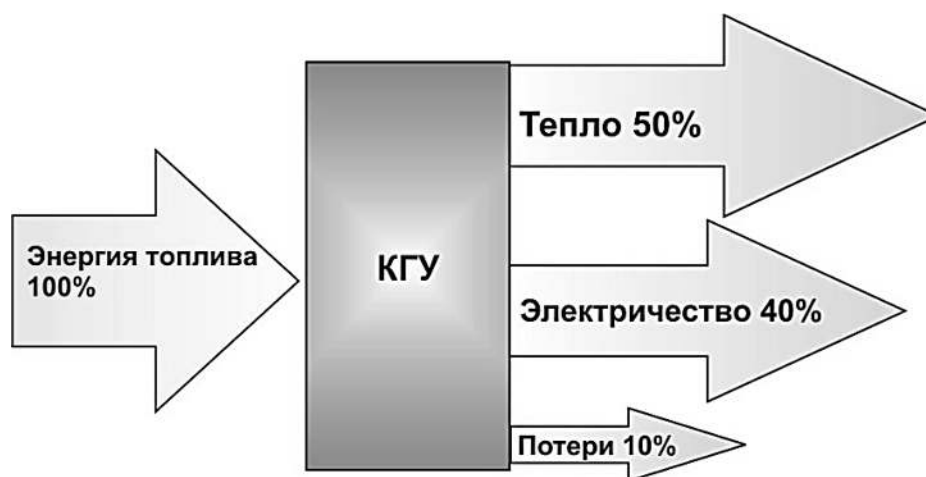 Энергия топлива
100%
КГУ
Тепло 50%
Электричество 40%
Потери 10%